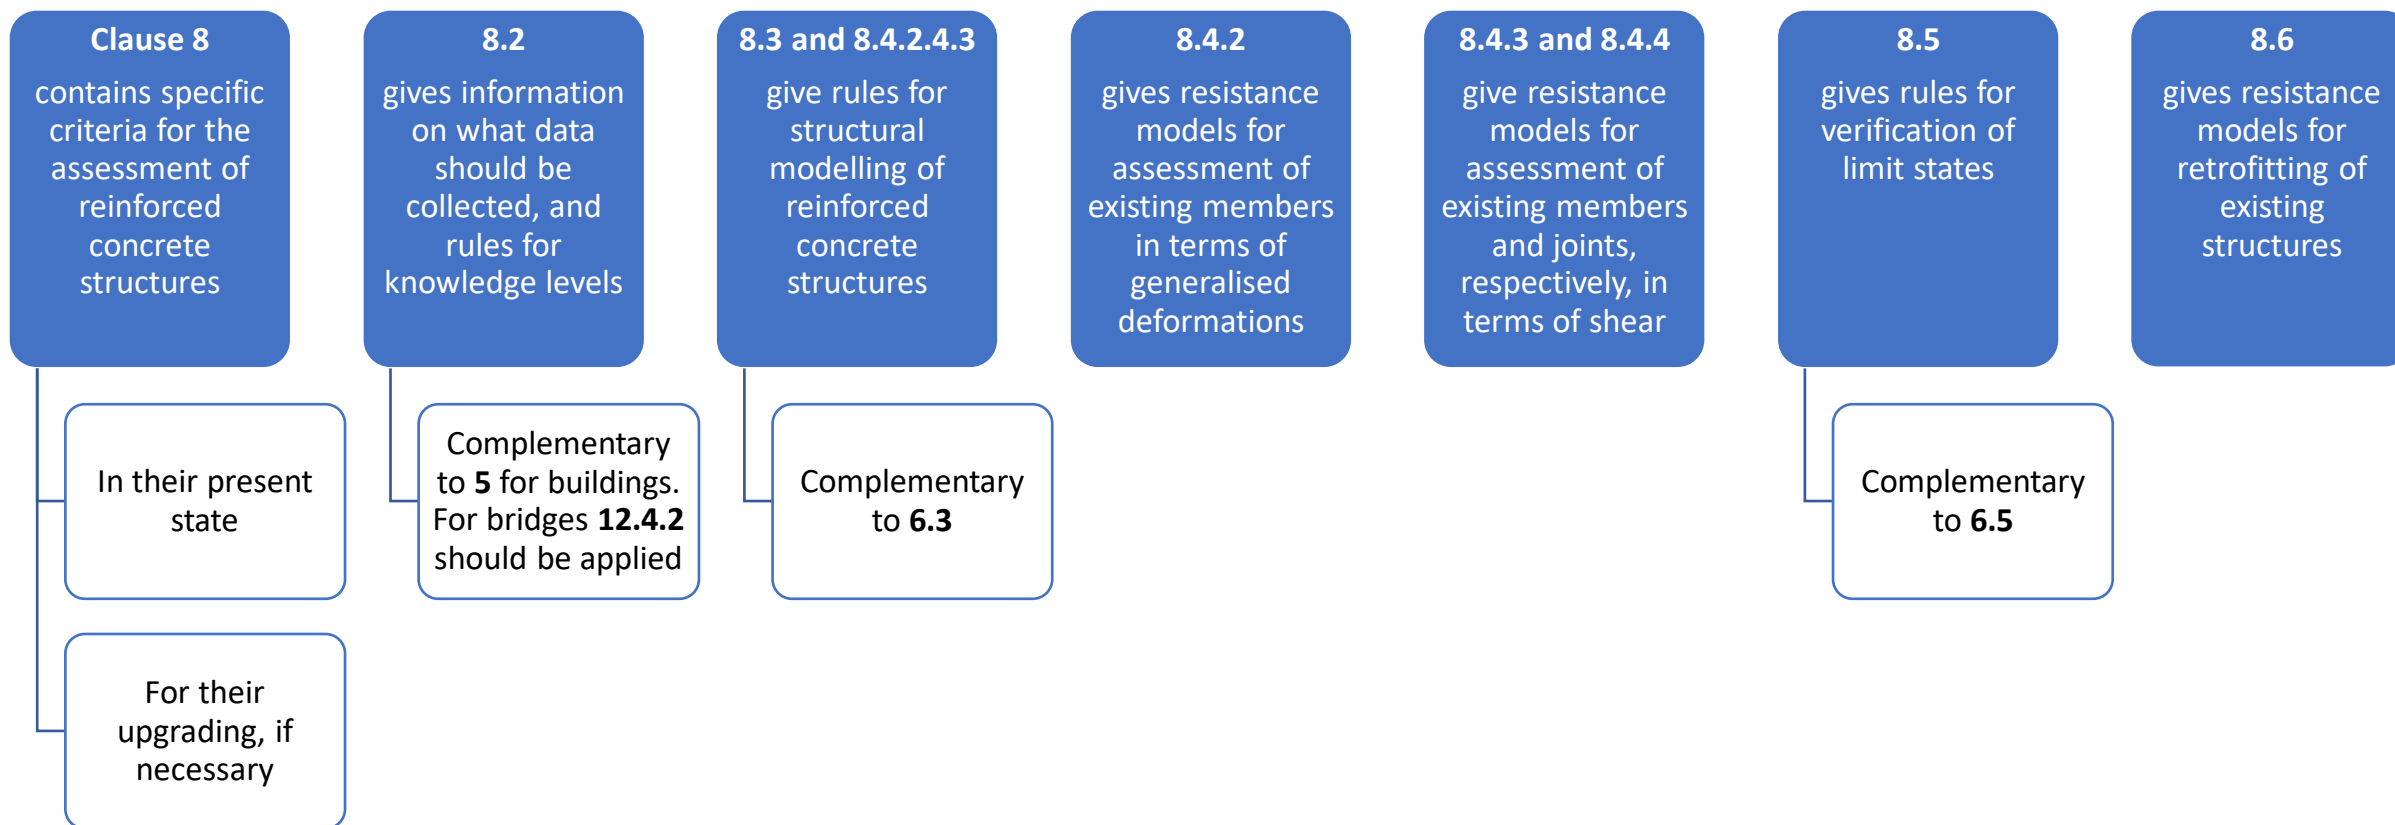 Clause 8
contains specific
criteria for the
assessment of
reinforced
concrete
structures
In their present
state
For their
upgrading, if
necessary
8.2
gives information
on what data
should be
collected, and
rules for
knowledge levels
Complementary
to 5 for buildings.
For bridges 12.4.2
should be applied
8.3 and 8.4.2.4.3
give rules for
structural
modelling of
reinforced
concrete
structures
Complementary
to 6.3
8.4.2
gives resistance
models for
assessment of
existing members
in terms of
generalised
deformations
8.4.3 and 8.4.4
give resistance
models for
assessment of
existing members
and joints,
respectively, in
terms of shear
8.5
gives rules for
verification of
limit states
Complementary
to 6.5
8.6
gives resistance
models for
retrofitting of
existing
structures